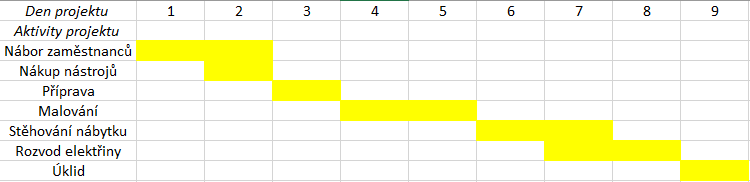 Den projektu 1 2 3 4 5 6 7 8 9
Aktivity projektu
Nábor zaměstnanců
Nákup nástrojů
Příprava
Malování
Stěhování nábytku
Rozvod elektřiny
Úklid